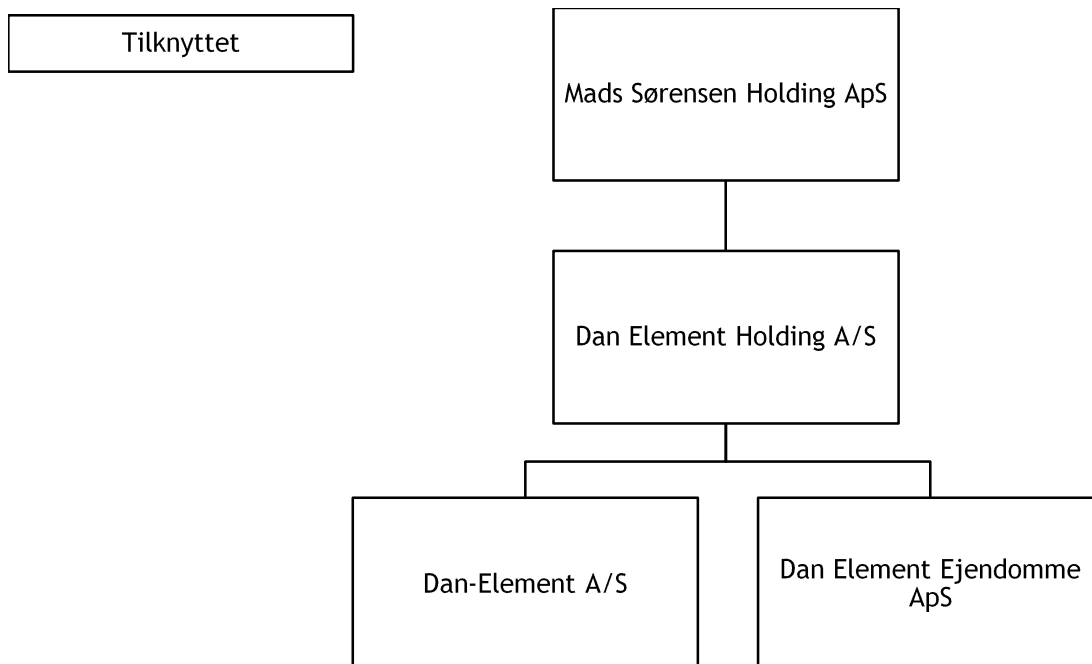 Tilknyttet
Mads Sørensen Holding ApS
Dan Element Holding A/S
Dan-Element A/S
Dan Element Ejendomme
ApS